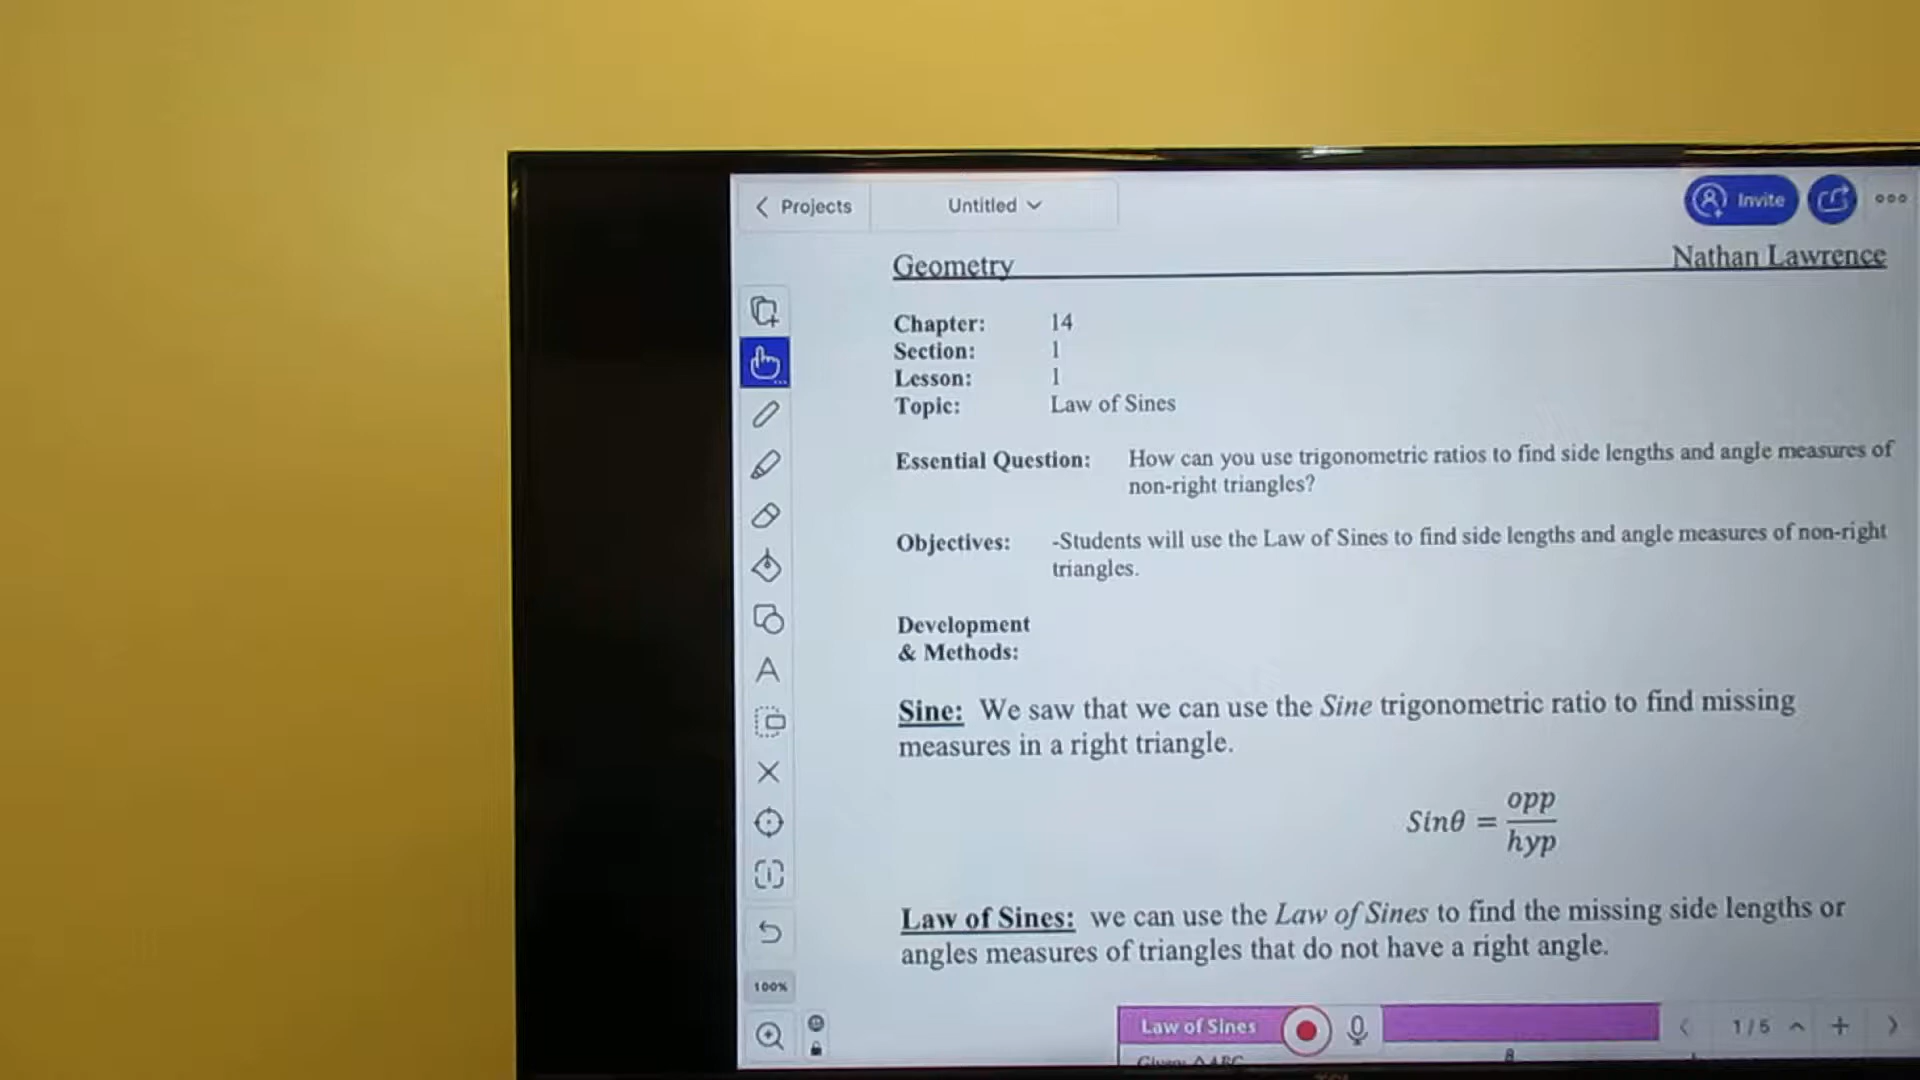 Projects
Untitled
Invite
Geometry
Nathan Lawrence
Chapter: 14
Section: 1
Lesson: 1
Topic: Law of Sines
Essential Question: How can you use trigonometric ratios to find side lengths and angle measures of
non-right triangles?
Objectives: -Students will use the Law of Sines to find side lengths and angle measures of non-right
triangles.
Development
& Methods:
Sine: We saw that we can use the Sine trigonometric ratio to find missing
measures in a right triangle.
Sinθ = opp
hyp
Law of Sines: we can use the Law of Sines to find the missing side lengths or
angles measures of triangles that do not have a right angle.
100%
Law of Sines
1/5
Given: ΔABC
B